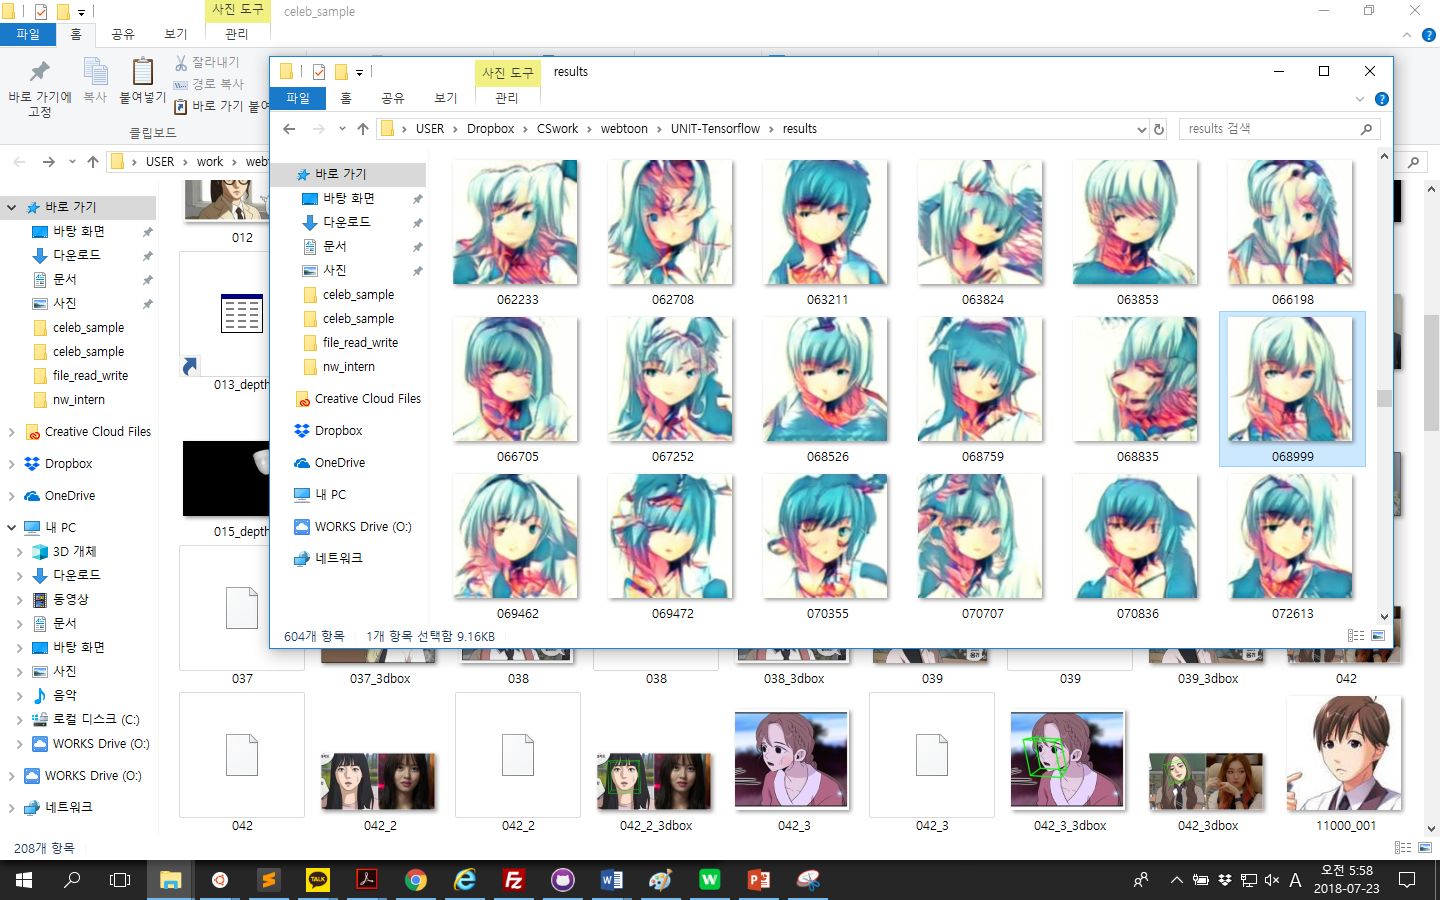 사진 도구
celeb_sample
파일
홈
공유
보기
관리
바로 가기에
고정
복사
붙여넣기
잘라내기
경로 복사
바로 가기 붙여
클립보드
USER
work
바로 가기
바탕 화면
다운로드
문서
사진
celeb_sample
celeb_sample
file_read_write
nw_intern
Creative Cloud Files
Dropbox
OneDrive
내 PC
3D 개체
다운로드
동영상
문서
바탕 화면
사진
음악
로컬 디스크 (C:)
WORKS Drive (O:)
WORKS Drive (O:)
네트워크
208개 항목
012
013_depth
015_depth
사진 도구
results
파일
홈
공유
보기
관리
USER
Dropbox
CSwork
webtoon
UNIT-Tensorflow
results
results 검색
바로 가기
바탕 화면
다운로드
문서
사진
celeb_sample
celeb_sample
file_read_write
nw_intern
Creative Cloud Files
Dropbox
OneDrive
내 PC
WORKS Drive (O:)
네트워크
062233
062708
063211
063824
063853
066198
066705
067252
068526
068759
068835
068999
069462
069472
070355
070707
070836
072613
604개 항목
1개 항목 선택함 9.16KB
037
037_3dbox
038
038
038_3dbox
039
039
039_3dbox
042
042
042_2
042_2
042_2_3dbox
042_3
042_3
042_3_3dbox
042_3dbox
11000_001
TALK
A
오전 5:58
2018-07-23